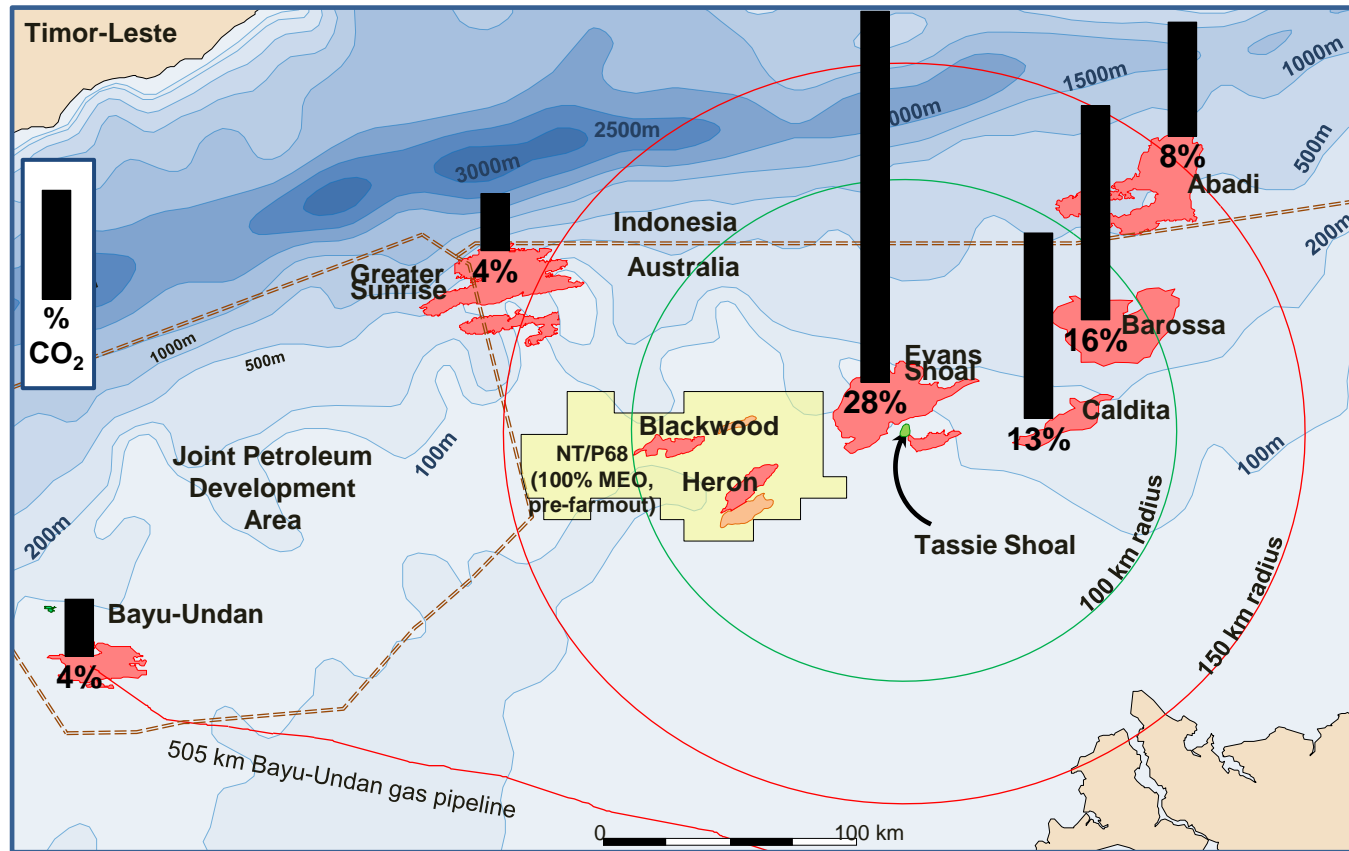 Timor-Leste
1000m
1500m
2500m
000m
3000m
500m
8%
Abadi
200m
Indonesia
Australia
Greater
Sunrise
4%
%
CO2
1000m
500m
Barossa
16%
Evans
Shoal
28%
Caldita
13%
100m
Blackwood
100m
Joint Petroleum
Development
Area
NT/P68
(100% MEO,
pre-farmout)
Heron
200m
Tassie Shoal
100 km radius
150 km radius
Bayu-Undan
4%
505 km Bayu-Undan gas pipeline
0
100 km